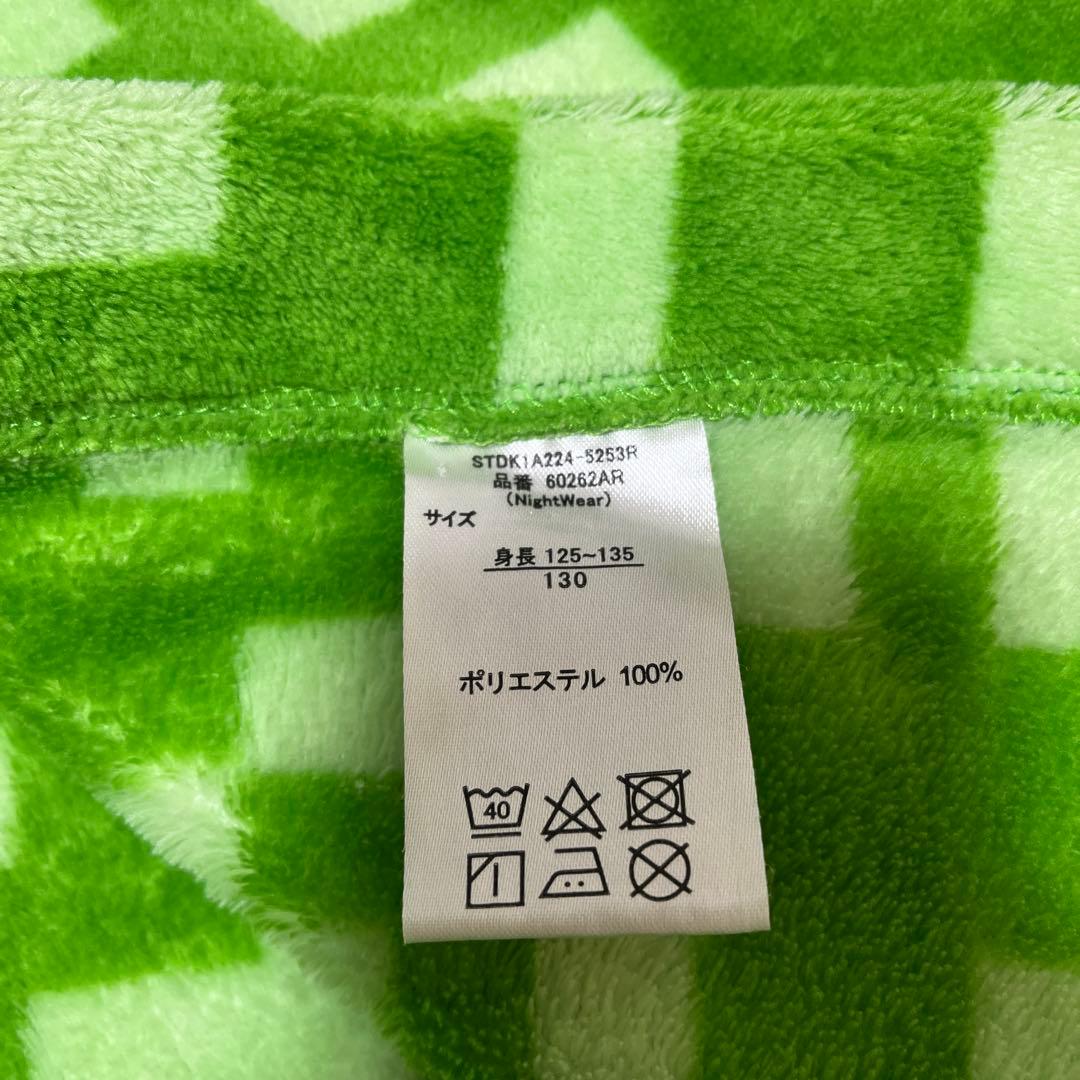 STDK1A224-5253R
品番 60262AR
(NightWear)
サイズ
身長 125~135
130
ポリエステル 100%
40